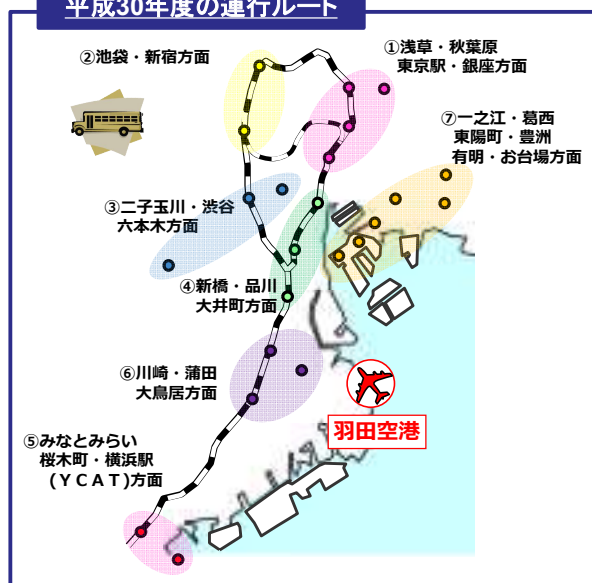 平成30年度の運行ルート
①浅草・秋葉原
東京駅・銀座方面
②池袋・新宿方面
⑦一之江・葛西
東陽町・豊洲
有明・お台場方面
③二子玉川・渋谷
六本木方面
④新橋・品川
大井町方面
⑥川崎・蒲田
大鳥居方面
羽田空港
⑤みなとみらい
桜木町・横浜駅
(ＹＣＡＴ)方面